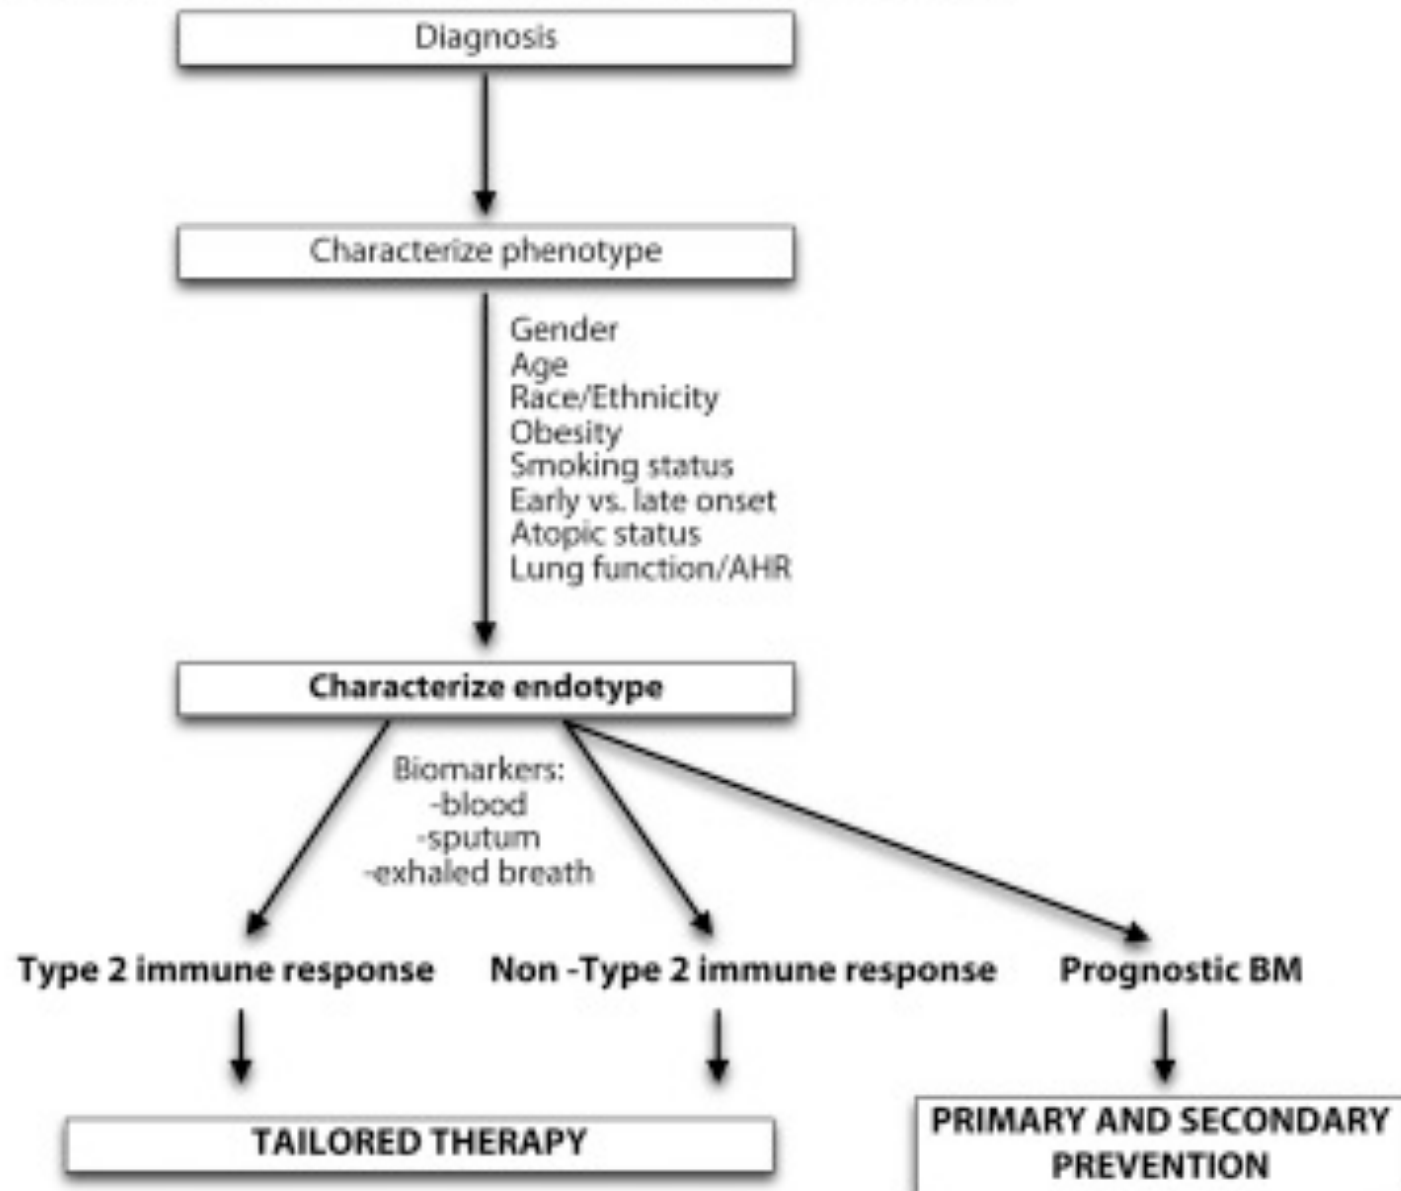 Diagnosis
Characterize phenotype
Gender
Age
Race/Ethnicity
Obesity
Smoking status
Early vs. late onset
Atopic status
Lung function/AHR
Characterize endotype
Biomarkers:
-blood
-sputum
-exhaled breath
Type 2 immune response
Non -Type 2 immune response
Prognostic BM
TAILORED THERAPY
PRIMARY AND SECONDARY
PREVENTION